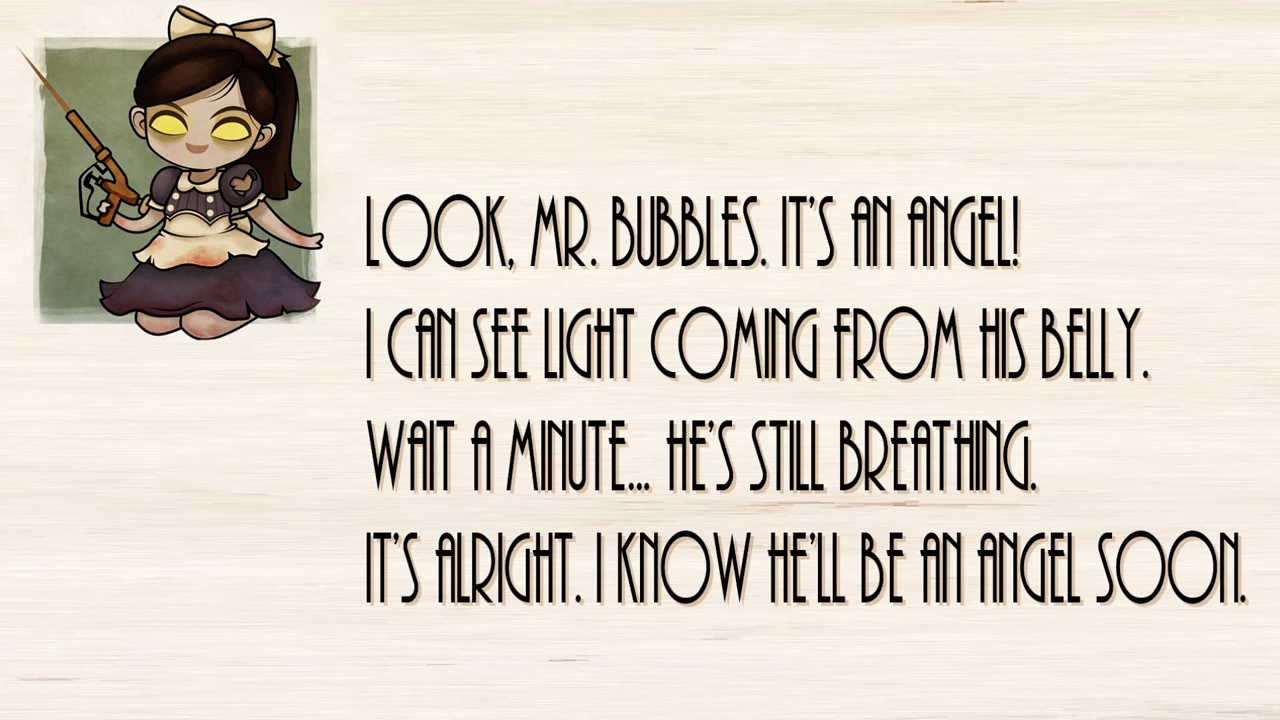 LOOK, MR. BUBBLES. IT'S AN ANGEL!
I CAN SEE LIGHT COMING FROM HIS BELLY.
WAIT A MINUTE... HE'S STILL BREATHING.
IT'S ALRIGHT. I KNOW HE'LL BE AN ANGEL SOON.